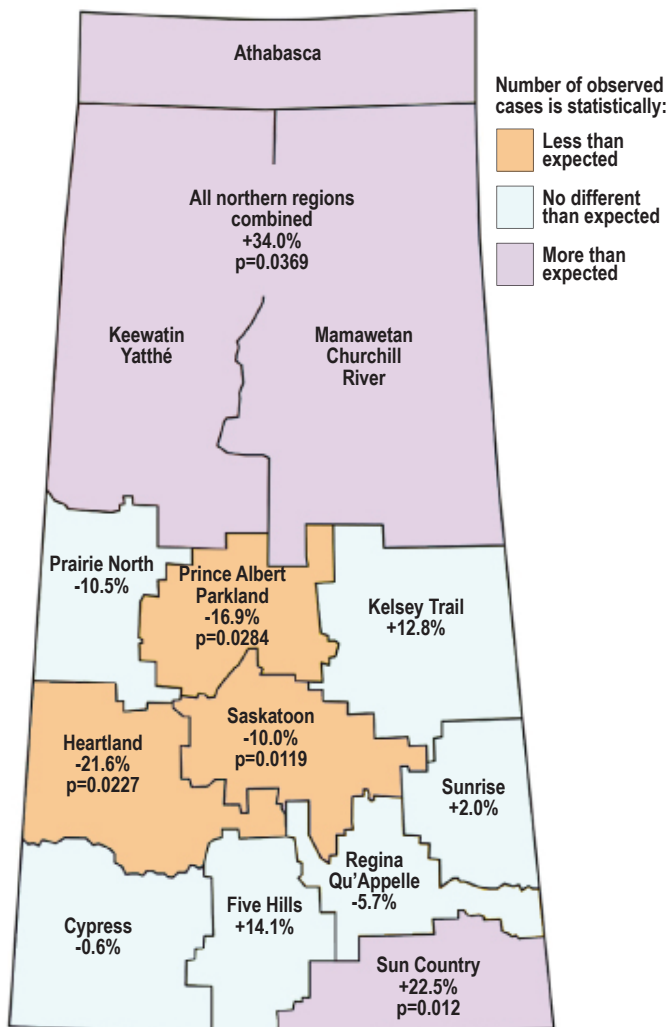 Athabasca
Number of observed
cases is statistically:
Less than
expected
No different
than expected
More than
expected
All northern regions
combined
+34.0%
p=0.0369
Keewatin
Yatthé
Mamawetan
Churchill
River
Prairie North
-10.5%
Prince Albert
Parkland
-16.9%
p=0.0284
Kelsey Trail
+12.8%
Saskatoon
-10.0%
p=0.0119
Heartland
-21.6%
p=0.0227
Sunrise
+2.0%
Regina
Qu'Appelle
-5.7%
Five Hills
+14.1%
Cypress
-0.6%
Sun Country
+22.5%
p=0.012